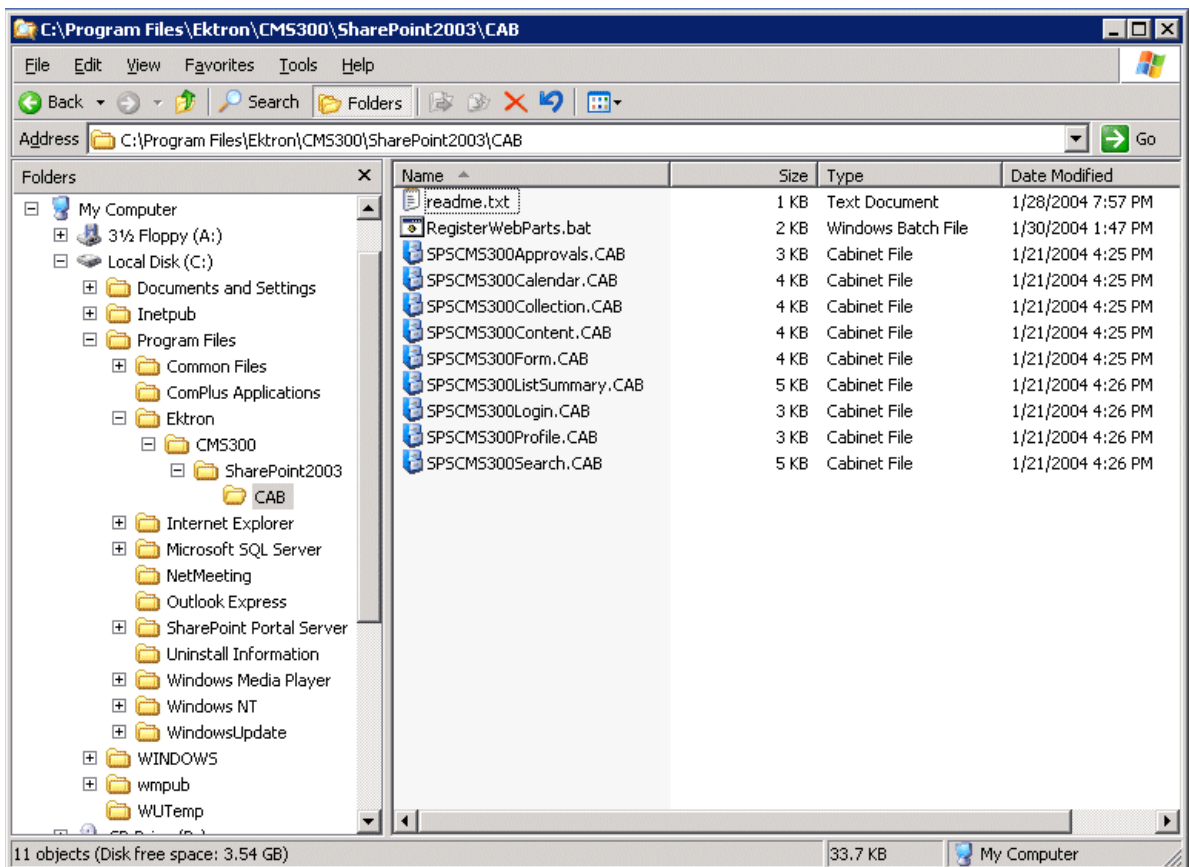 C:\Program Files\Ektron\CMS300\SharePoint2003\CAB
File Edit View Favorites Tools Help
Back Search Folders
Address C:\Program Files\Ektron\CMS300\SharePoint2003\CAB Go
Folders
My Computer
3½ Floppy (A:)
Local Disk (C:)
Documents and Settings
Inetpub
Program Files
Common Files
ComPlus Applications
Ektron
CMS300
SharePoint2003
CAB
Internet Explorer
Microsoft SQL Server
NetMeeting
Outlook Express
SharePoint Portal Server
Uninstall Information
Windows Media Player
Windows NT
WindowsUpdate
WINDOWS
wmpub
WUTemp
Name Size Type Date Modified
readme.txt 1 KB Text Document 1/28/2004 7:57 PM
RegisterWebParts.bat 2 KB Windows Batch File 1/30/2004 1:47 PM
SPSCMS300Approvals.CAB 3 KB Cabinet File 1/21/2004 4:25 PM
SPSCMS300Calendar.CAB 4 KB Cabinet File 1/21/2004 4:25 PM
SPSCMS300Collection.CAB 4 KB Cabinet File 1/21/2004 4:25 PM
SPSCMS300Content.CAB 4 KB Cabinet File 1/21/2004 4:25 PM
SPSCMS300Form.CAB 4 KB Cabinet File 1/21/2004 4:25 PM
SPSCMS300ListSummary.CAB 5 KB Cabinet File 1/21/2004 4:26 PM
SPSCMS300Login.CAB 3 KB Cabinet File 1/21/2004 4:26 PM
SPSCMS300Profile.CAB 3 KB Cabinet File 1/21/2004 4:26 PM
SPSCMS300Search.CAB 5 KB Cabinet File 1/21/2004 4:26 PM
11 objects (Disk free space: 3.54 GB) 33.7 KB My Computer